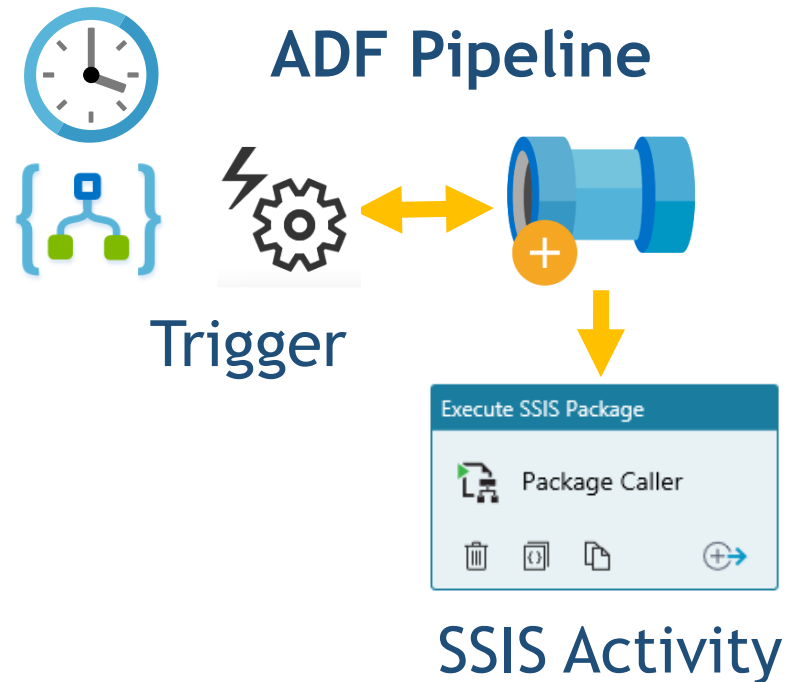 ADF Pipeline
Trigger
Execute SSIS Package
Package Caller
SSIS Activity